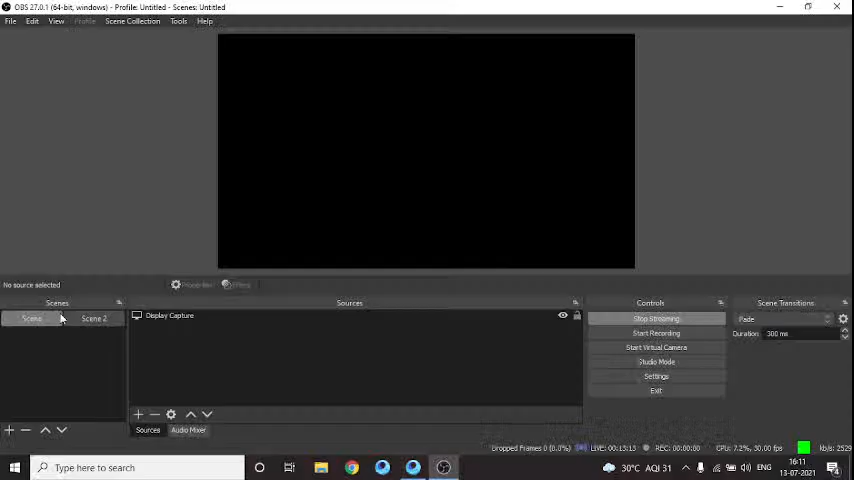 OBS 27.0.1 (64-bit, windows) - Profile: Untitled - Scenes: Untitled
File Edit View Profile Scene Collection Tools Help
No source selected Properties Filters
Scenes Sources Controls Scene Transitions
Scene Scene 2
Display Capture
Stop Streaming
Start Recording
Start Virtual Camera
Studio Mode
Settings
Exit
Fade
Duration: 300 ms
Sources Audio Mixer
Dropped Frames 0 (0.0%) LIVE: 00:13:13 REC: 00:00:00 CPU: 7.2%, 30.00 fps kb/s: 2529
Type here to search
30°C AQI 31 ENG
16:11
13-07-2021
4